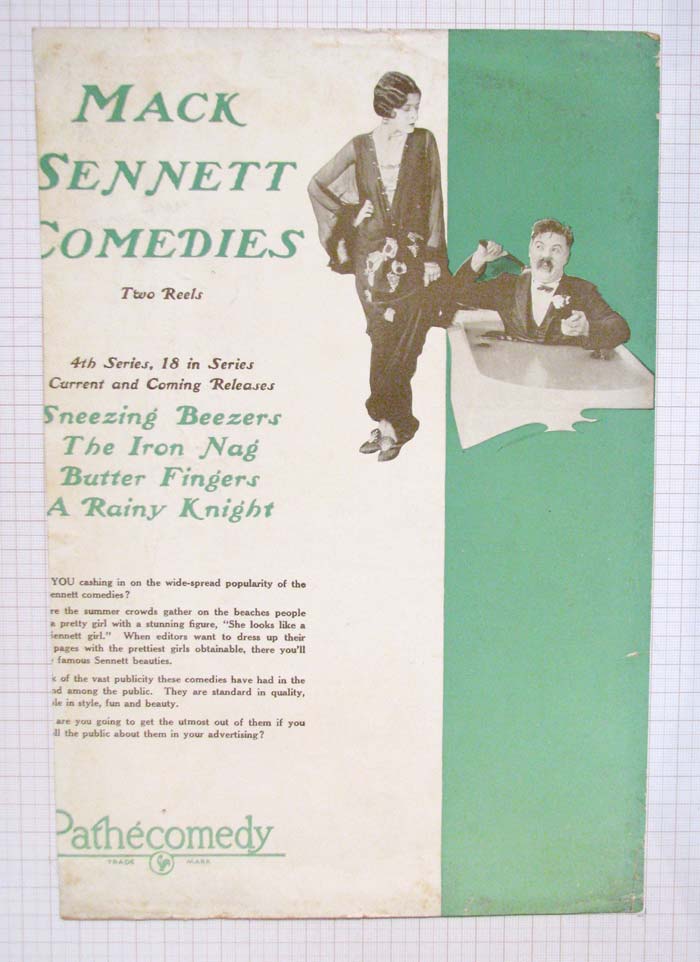 MACK
SENNETT
COMEDIES
Two Reels
4th Series, 18 in Series
Current and Coming Releases
Sneezing Beezers
The Iron Nag
Butter Fingers
A Rainy Knight
YOU cashing in on the wide-spread popularity of the
ennett comedies?
re the summer crowds gather on the beaches people
a pretty girl with a stunning figure, "She looks like a
ennett girl." When editors want to dress up their
pages with the prettiest girls obtainable, there you'll
famous Sennett beauties.
of the vast publicity these comedies have had in the
nd among the public. They are standard in quality,
le in style, fun and beauty.
are you going to get the utmost out of them if you
ll the public about them in your advertising?
Pathécomedy
TRADE MARK